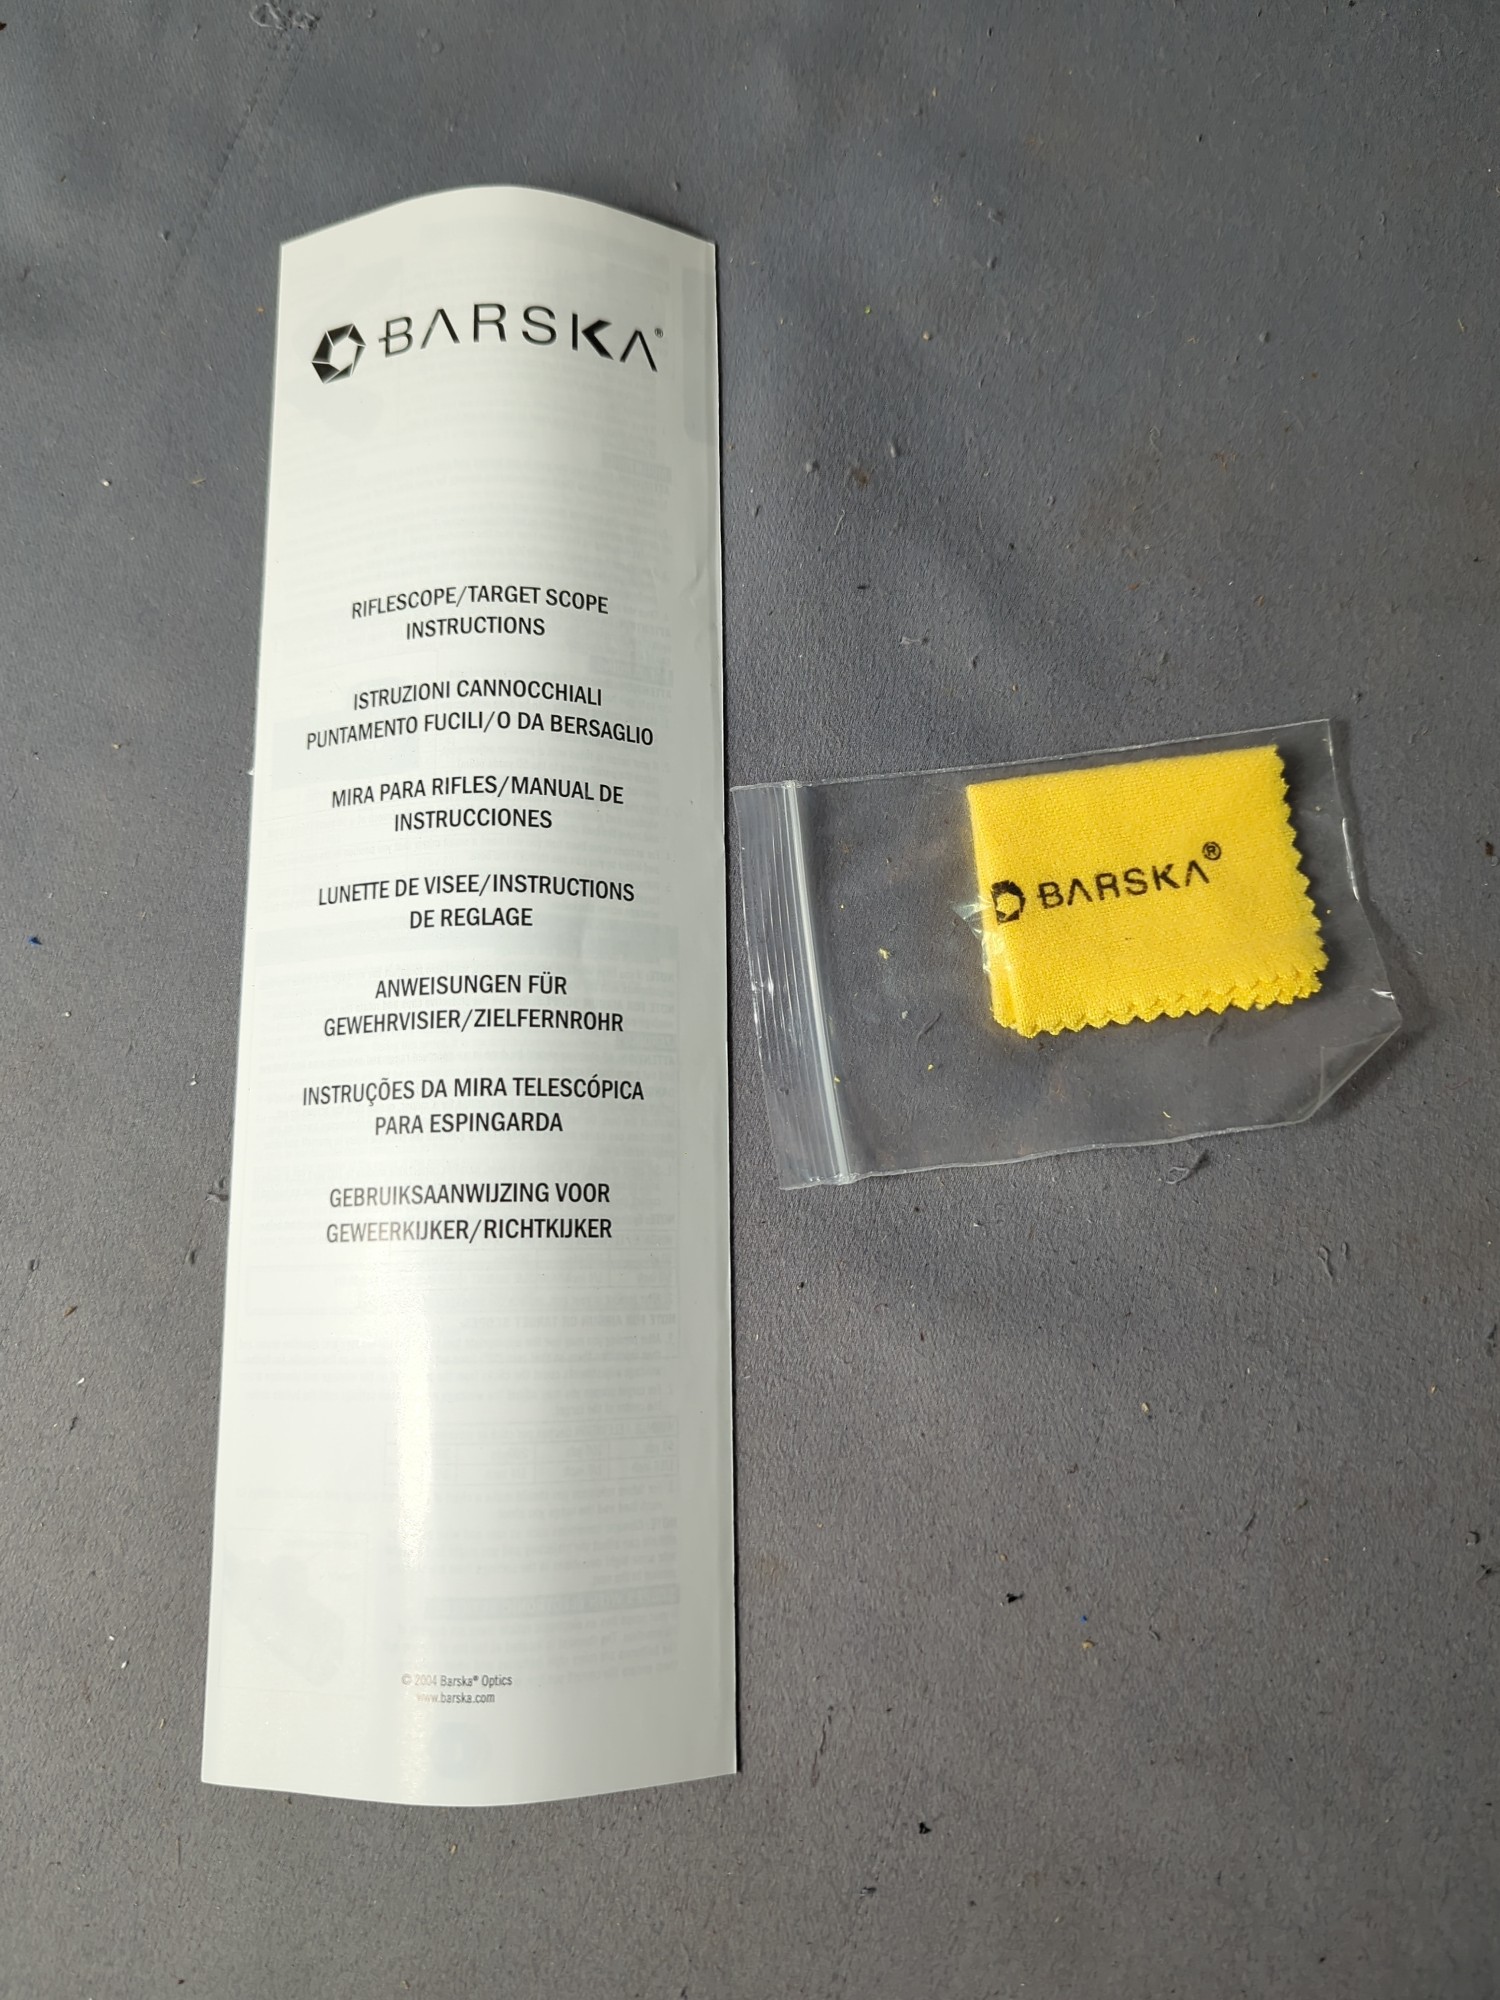 BARSKA®
RIFLESCOPE/TARGET SCOPE
INSTRUCTIONS
ISTRUZIONI CANNOCCHIALI
PUNTAMENTO FUCILI/O DA BERSAGLIO
MIRA PARA RIFLES/MANUAL DE
INSTRUCCIONES
LUNETTE DE VISEE/INSTRUCTIONS
DE REGLAGE
ANWEISUNGEN FÜR
GEWEHRVISIER/ZIELFERNROHR
INSTRUÇÕES DA MIRA TELESCÓPICA
PARA ESPINGARDA
GEBRUIKSAANWIJZING VOOR
GEWEERKIJKER/RICHTKIJKER
© 2004 Barska® Optics
www.barska.com
BARSKA®